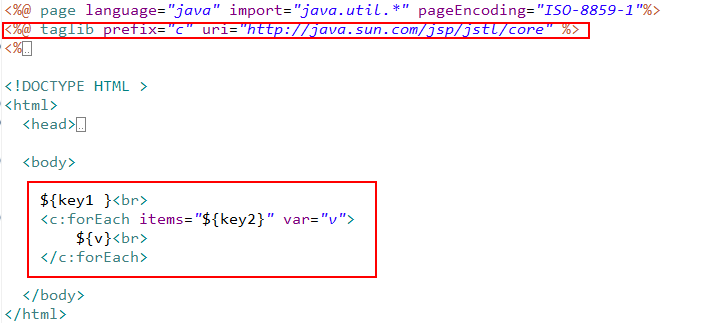 <%@ page language="java" import="java.util.*" pageEncoding="ISO-8859-1"%>
<%@ taglib prefix="c" uri="http://java.sun.com/jsp/jstl/core" %>
<%..
<!DOCTYPE HTML >
<html>
<head>..
<body>
${key1 }<br>
<c:forEach items="${key2}" var="v">
${v}<br>
</c:forEach>
</body>
</html>